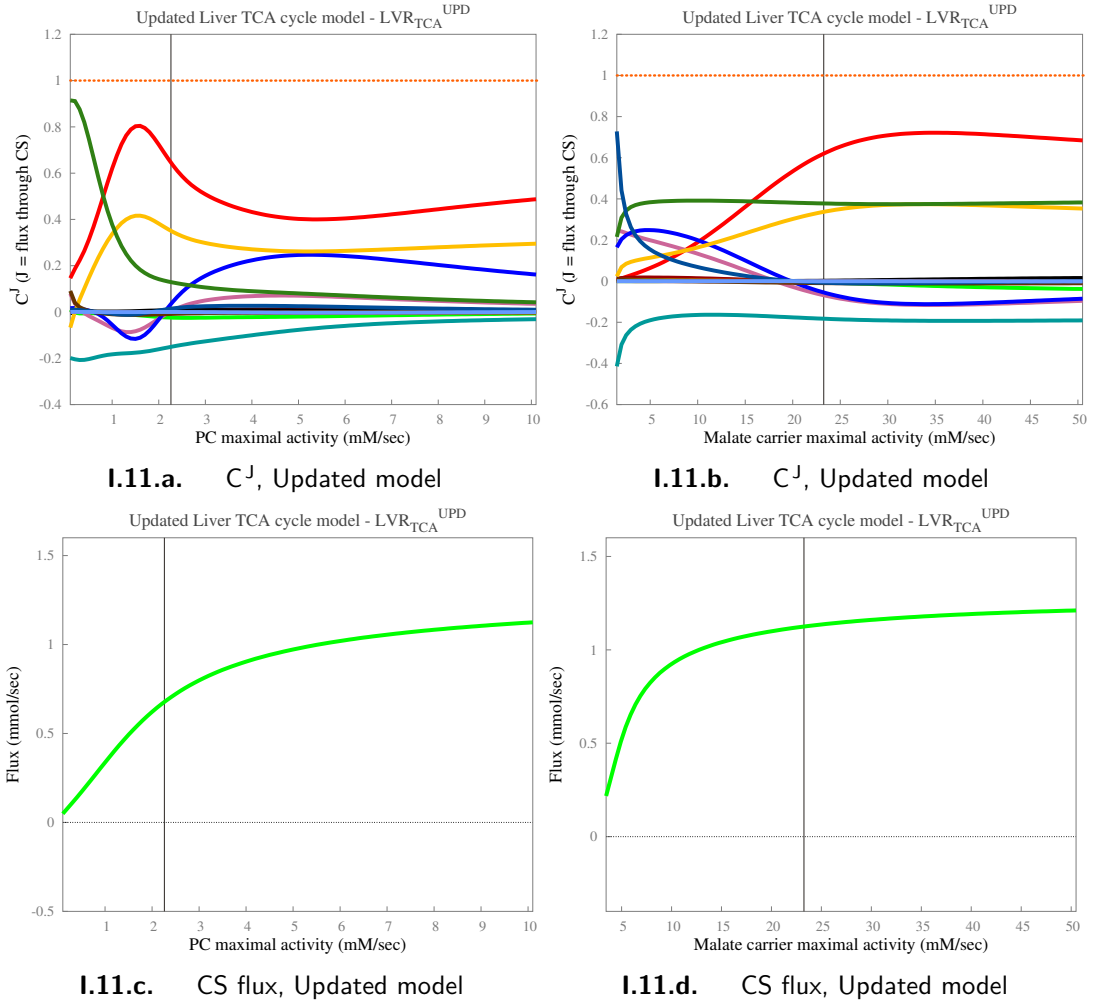 Updated Liver TCA cycle model - LVR_TCA^UPD
1.2
1
0.8
0.6
0.4
0.2
0
-0.2
-0.4
C^J (J = flux through CS)
1 2 3 4 5 6 7 8 9 10
PC maximal activity (mM/sec)
I.11.a. C^J, Updated model
Updated Liver TCA cycle model - LVR_TCA^UPD
1.2
1
0.8
0.6
0.4
0.2
0
-0.2
-0.4
-0.6
C^J (J = flux through CS)
5 10 15 20 25 30 35 40 45 50
Malate carrier maximal activity (mM/sec)
I.11.b. C^J, Updated model
Updated Liver TCA cycle model - LVR_TCA^UPD
1.5
1
0.5
0
-0.5
Flux (mmol/sec)
1 2 3 4 5 6 7 8 9 10
PC maximal activity (mM/sec)
I.11.c. CS flux, Updated model
Updated Liver TCA cycle model - LVR_TCA^UPD
1.5
1
0.5
0
Flux (mmol/sec)
5 10 15 20 25 30 35 40 45 50
Malate carrier maximal activity (mM/sec)
I.11.d. CS flux, Updated model